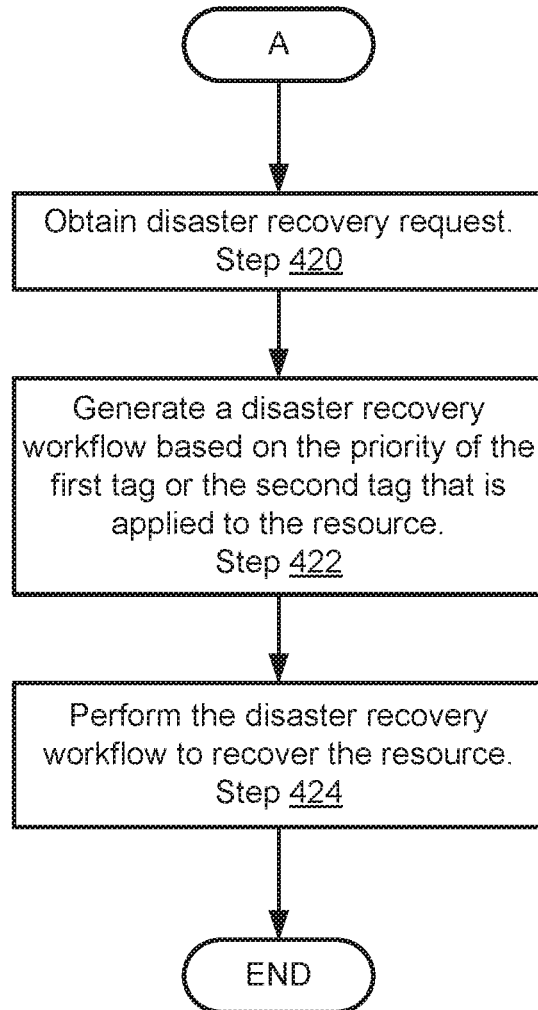 A
Obtain disaster recovery request.
Step 420
Generate a disaster recovery
workflow based on the priority of the
first tag or the second tag that is
applied to the resource.
Step 422
Perform the disaster recovery
workflow to recover the resource.
Step 424
END